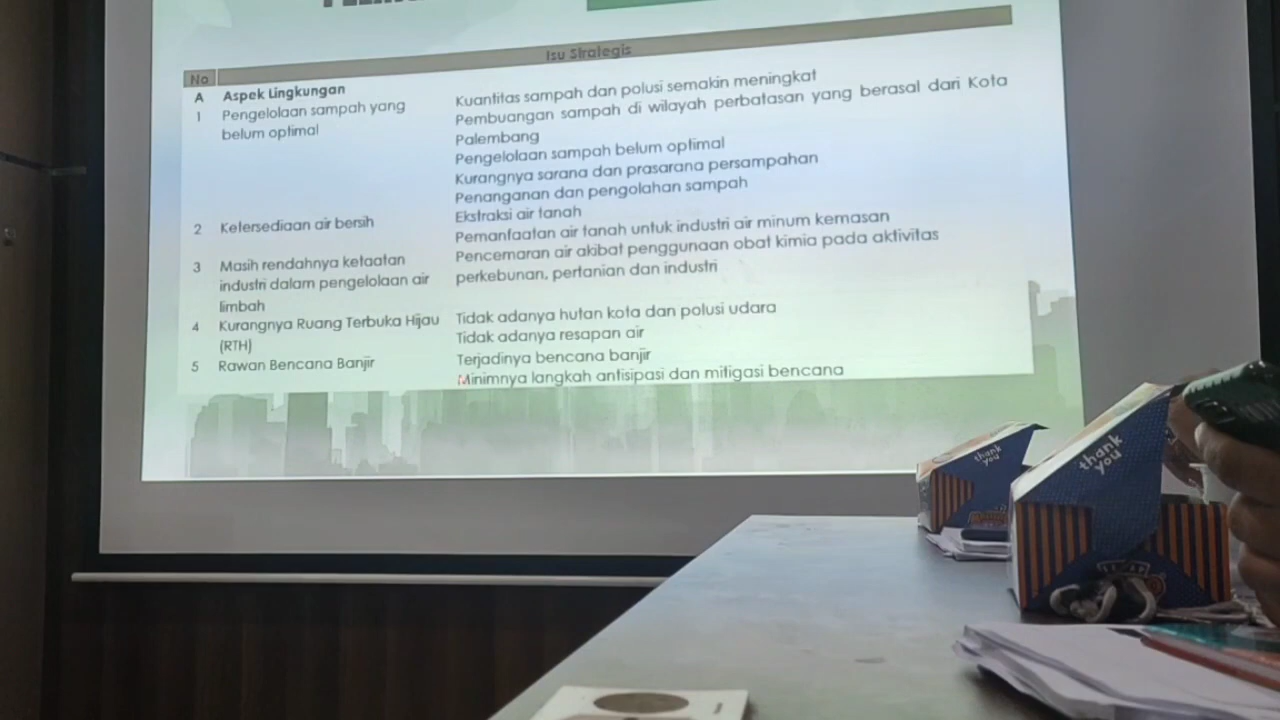 Isu Strategis
No
A Aspek Lingkungan
1 Pengelolaan sampah yang
belum optimal
Kuantitas sampah dan polusi semakin meningkat
Pembuangan sampah di wilayah perbatasan yang berasal dari Kota
Palembang
Pengelolaan sampah belum optimal
Kurangnya sarana dan prasarana persampahan
Penanganan dan pengolahan sampah
2 Ketersediaan air bersih
Ekstraksi air tanah
Pemanfaatan air tanah untuk industri air minum kemasan
3 Masih rendahnya ketaatan
industri dalam pengelolaan air
limbah
Pencemaran air akibat penggunaan obat kimia pada aktivitas
perkebunan, pertanian dan industri
4 Kurangnya Ruang Terbuka Hijau
(RTH)
Tidak adanya hutan kota dan polusi udara
Tidak adanya resapan air
5 Rawan Bencana Banjir
Terjadinya bencana banjir
Minimnya langkah antisipasi dan mitigasi bencana
thank
you
thank
you